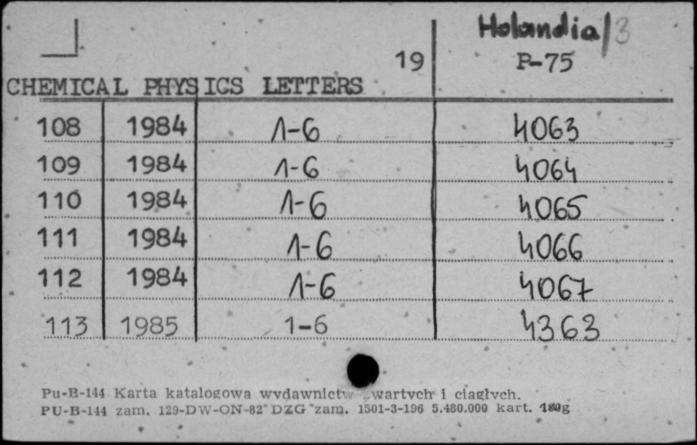 Holandia/3
19 P-75
CHEMICAL PHYSICS LETTERS
108 1984 1-6 4063
109 1984 1-6 4064
110 1984 1-6 4065
111 1984 1-6 4066
112 1984 1-6 4067
113 1985 1-6 4363
Pu-B-144 Karta katalogowa wydawnictw zwartych i ciągłych.
PU-B-144 zam. 129-DW-ON-82 DZG zam. 1501-3-196 5.480.000 kart. 180g